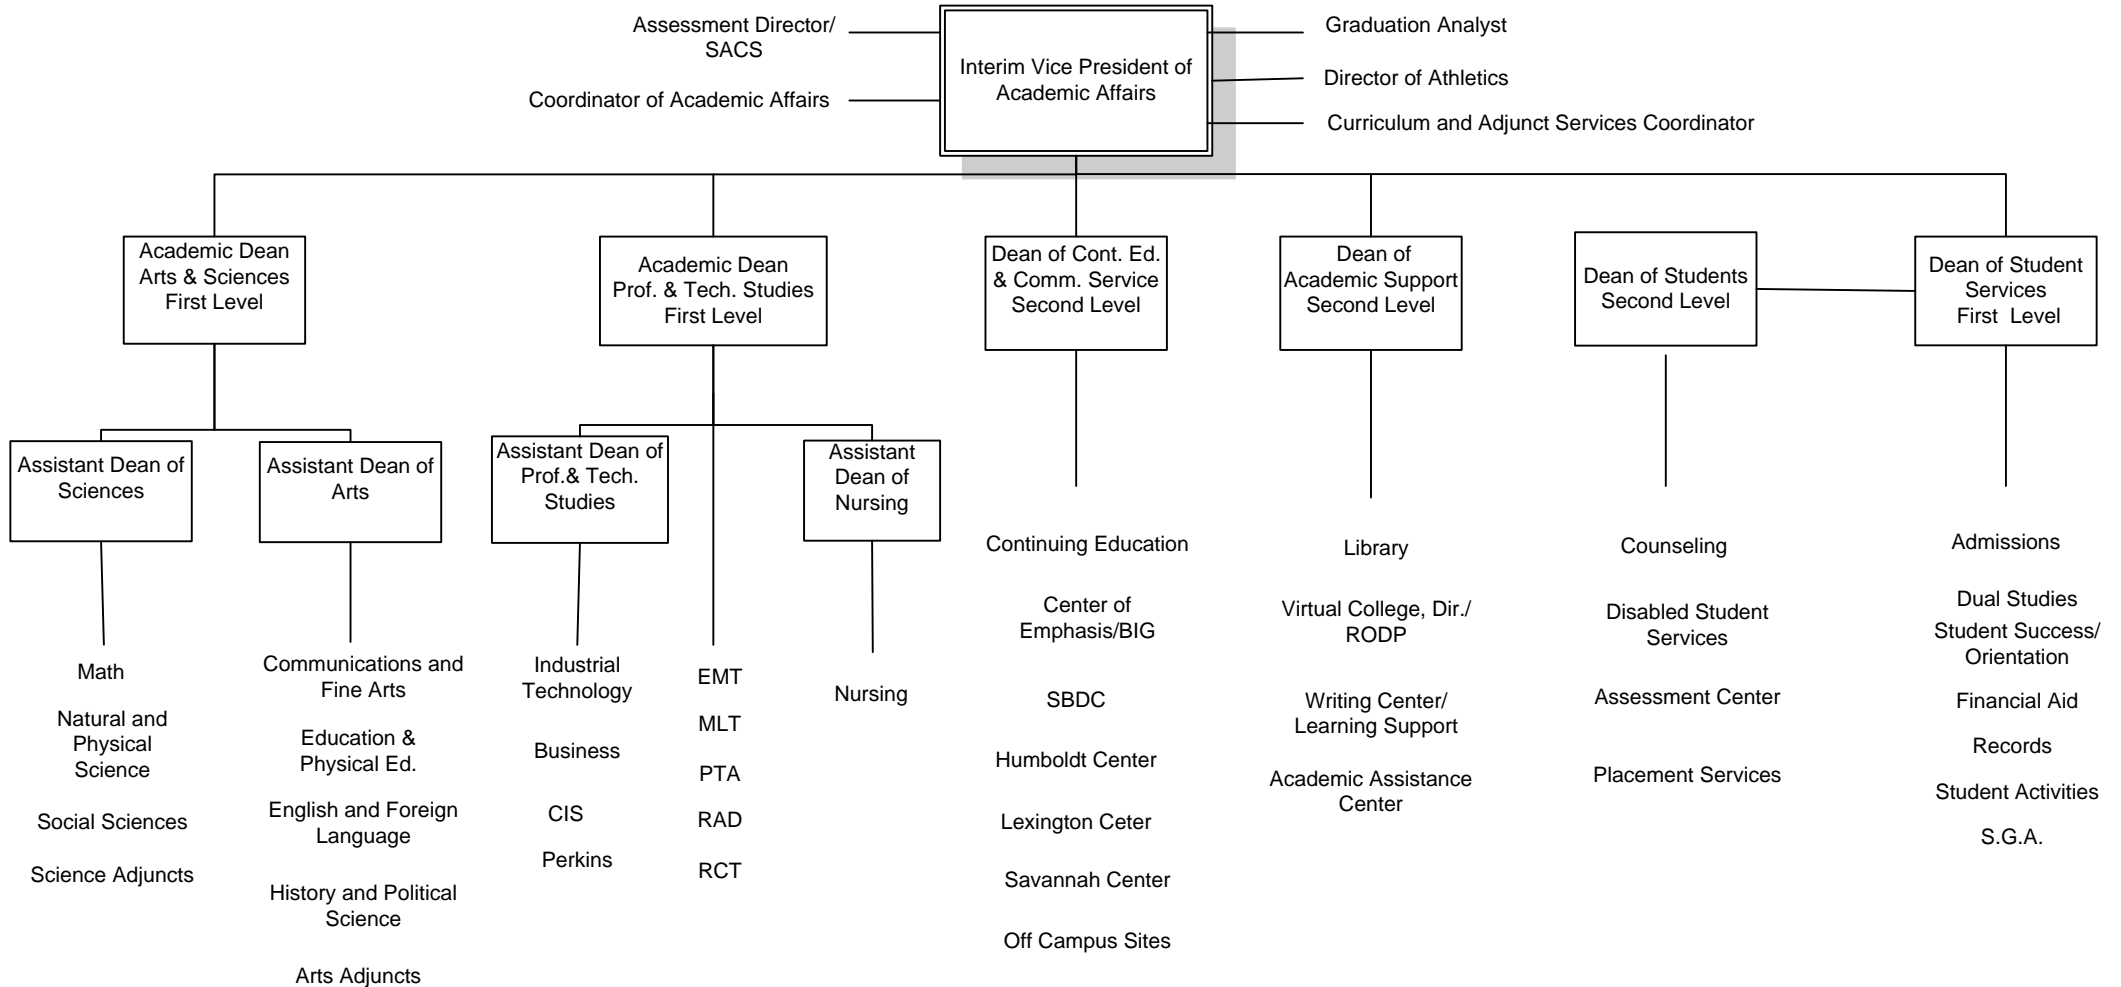 Assessment Director/
SACS
Coordinator of Academic Affairs
Interim Vice President of
Academic Affairs
Graduation Analyst
Director of Athletics
Curriculum and Adjunct Services Coordinator
Academic Dean
Arts & Sciences
First Level
Academic Dean
Prof. & Tech. Studies
First Level
Dean of Cont. Ed.
& Comm. Service
Second Level
Dean of
Academic Support
Second Level
Dean of Students
Second Level
Dean of Student
Services
First  Level
Assistant Dean of
Sciences
Assistant Dean of
Arts
Assistant Dean of
Prof.& Tech.
Studies
Assistant
Dean of
Nursing
Math
Natural and
Physical
Science
Social Sciences
Science Adjuncts
Communications and
Fine Arts
Education &
Physical Ed.
English and Foreign
Language
History and Political
Science
Arts Adjuncts
Industrial
Technology
Business
CIS
Perkins
EMT
MLT
PTA
RAD
RCT
Nursing
Continuing Education
Center of
Emphasis/BIG
SBDC
Humboldt Center
Lexington Ceter
Savannah Center
Off Campus Sites
Library
Virtual College, Dir./
RODP
Writing Center/
Learning Support
Academic Assistance
Center
Counseling
Disabled Student
Services
Assessment Center
Placement Services
Admissions
Dual Studies
Student Success/
Orientation
Financial Aid
Records
Student Activities
S.G.A.